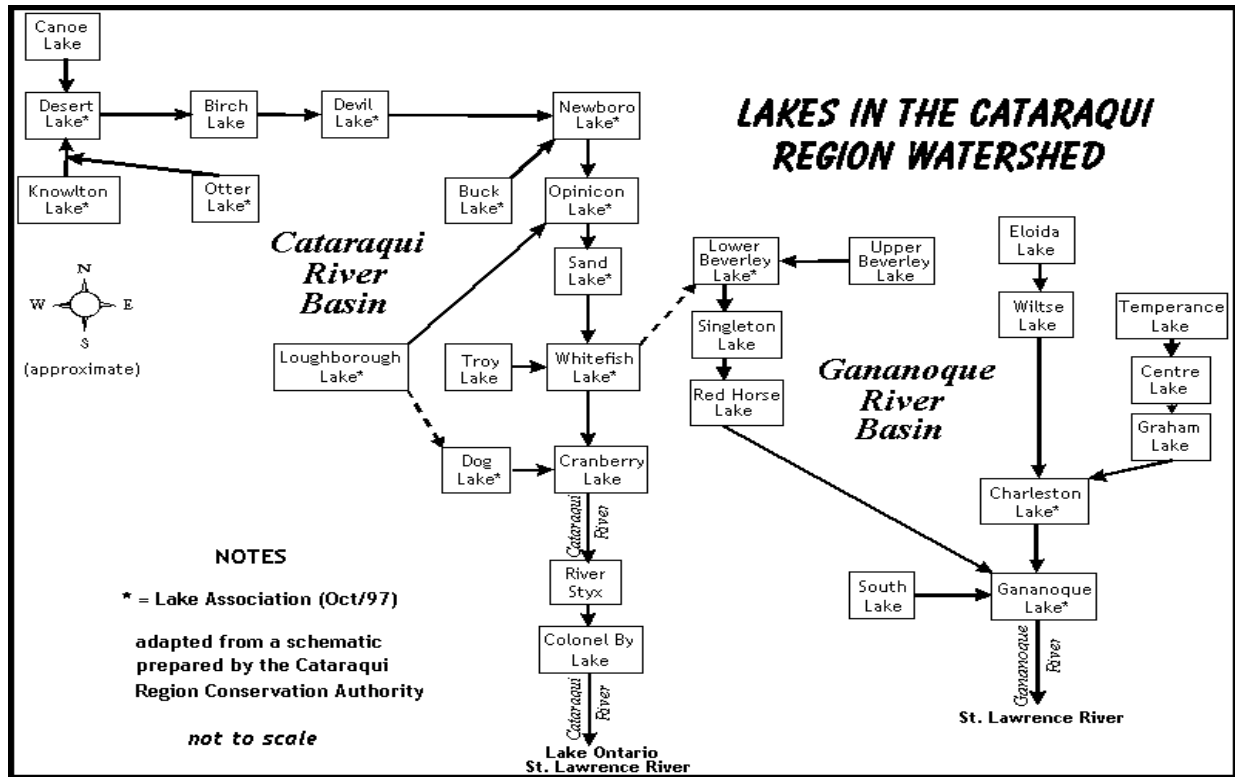 LAKES IN THE CATARAQUI
REGION WATERSHED
Canoe
Lake
Desert
Lake*
Birch
Lake
Devil
Lake*
Newboro
Lake*
Knowlton
Lake*
Otter
Lake*
Buck
Lake*
Opinicon
Lake*
Cataraqui
River
Basin
Sand
Lake*
Lower
Beverley
Lake*
Upper
Beverley
Lake
Eloida
Lake
N
W
E
S
(approximate)
Loughborough
Lake*
Troy
Lake
Whitefish
Lake*
Singleton
Lake
Wiltse
Lake
Temperance
Lake
Red Horse
Lake
Gananoque
River
Basin
Centre
Lake
Graham
Lake
Dog
Lake*
Cranberry
Lake
Charleston
Lake*
Cataraqui
River
River
Styx
South
Lake
Gananoque
Lake*
Colonel By
Lake
Gananoque
River
Cataraqui
River
St. Lawrence River
Lake Ontario
St. Lawrence River
NOTES
* = Lake Association (Oct/97)
adapted from a schematic
prepared by the Cataraqui
Region Conservation Authority
not to scale